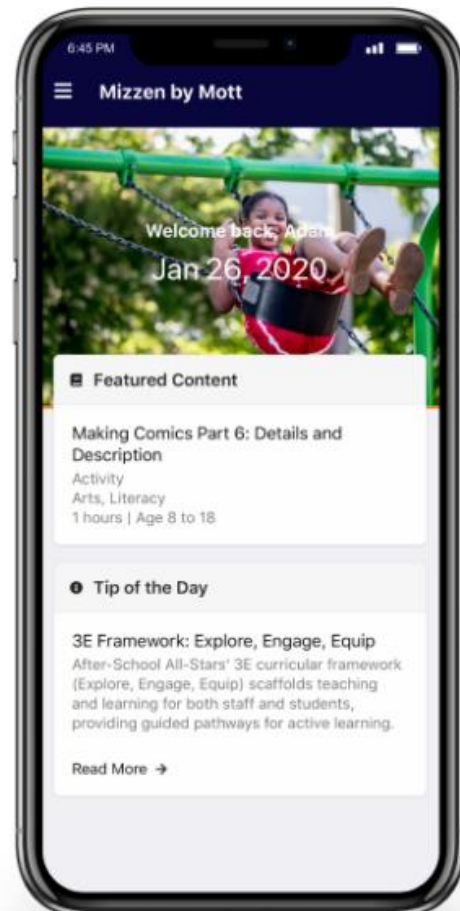 6:45 PM
Mizzen by Mott
Welcome back, Adam
Jan 26, 2020
Featured Content
Making Comics Part 6: Details and
Description
Activity
Arts, Literacy
1 hours | Age 8 to 18
Tip of the Day
3E Framework: Explore, Engage, Equip
After-School All-Stars' 3E curricular framework
(Explore, Engage, Equip) scaffolds teaching
and learning for both staff and students,
providing guided pathways for active learning.
Read More →